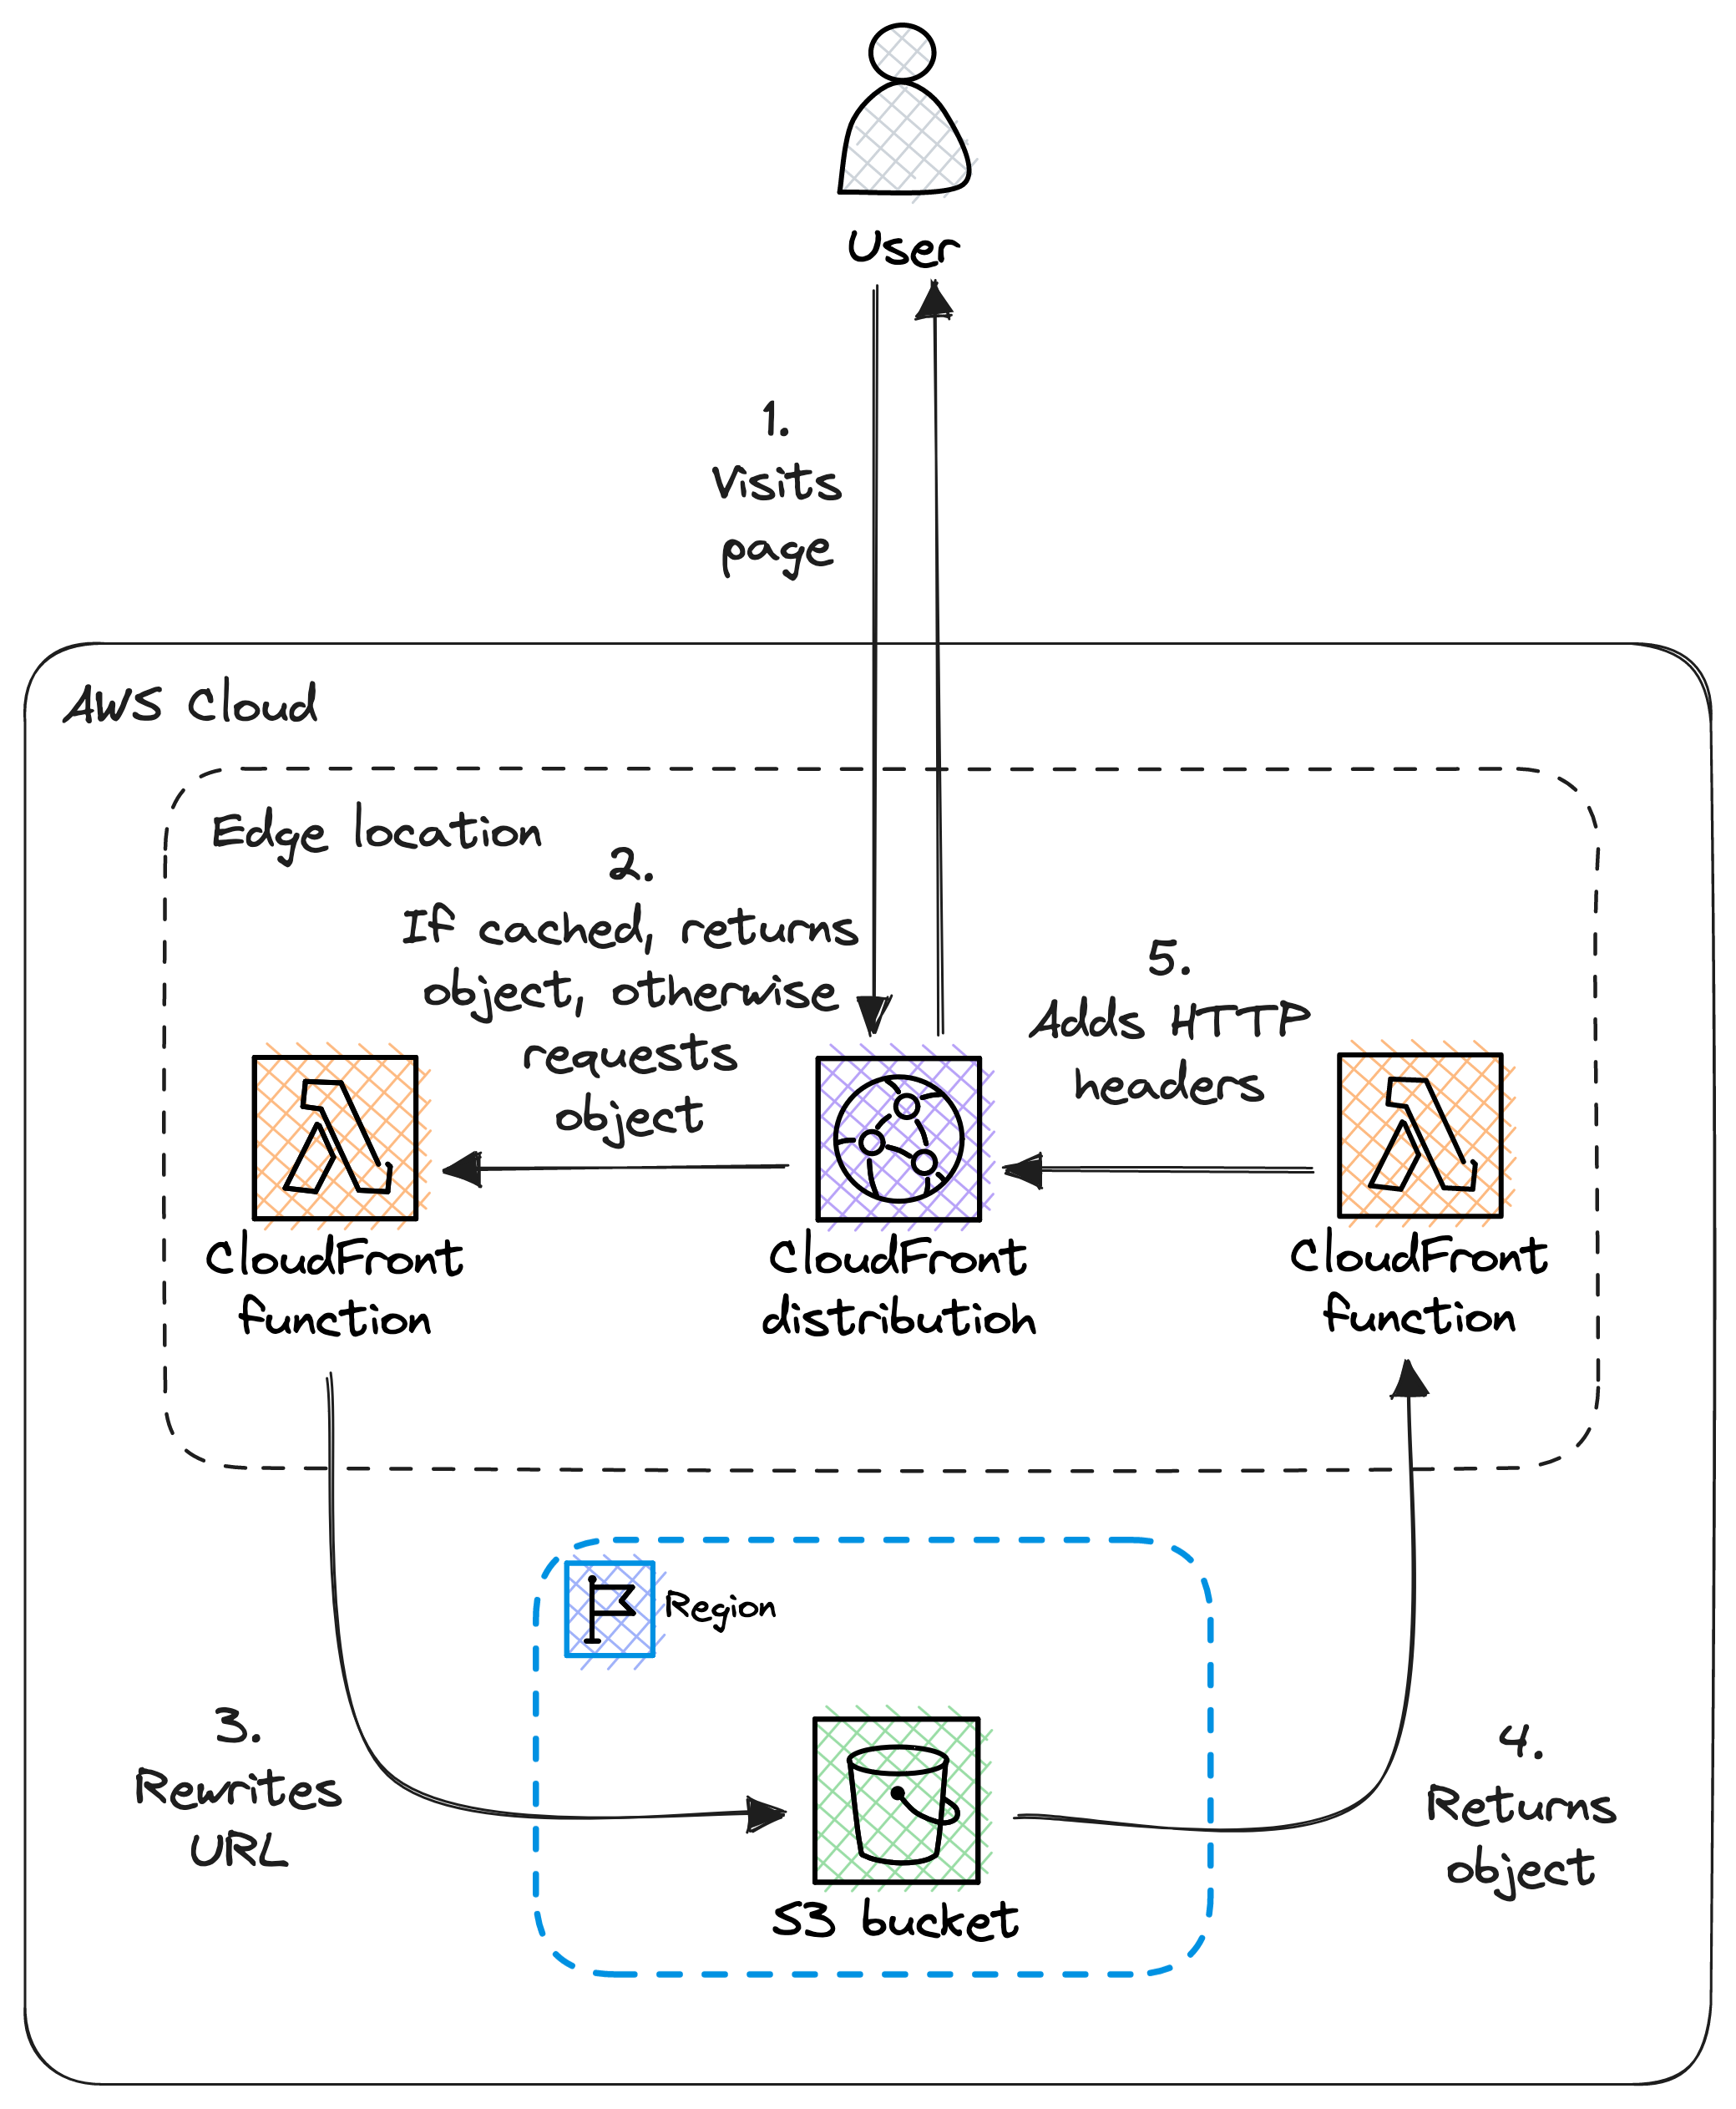 User
1.
Visits
page
AWS Cloud
Edge location
2.
If cached, returns
object, otherwise
requests
object
5.
Adds HTTP
headers
CloudFront
function
CloudFront
distribution
CloudFront
function
Region
3.
Rewrites
URL
4.
Returns
object
S3 bucket